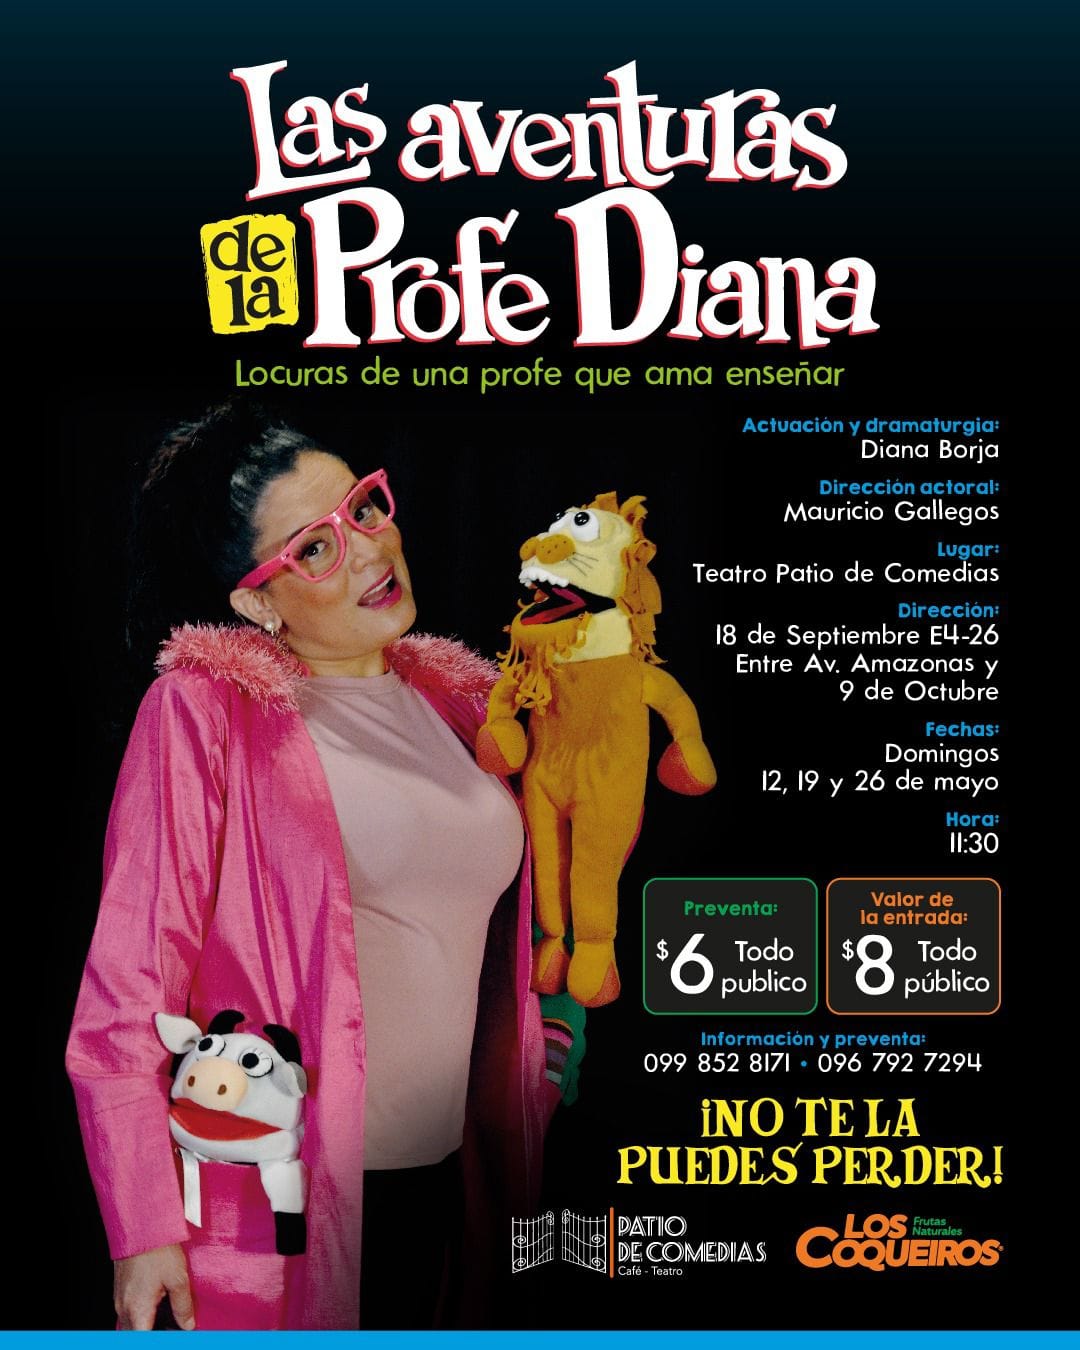 Las aventuras
de la Profe Diana
Locuras de una profe que ama enseñar
Actuación y dramaturgia:
Diana Borja
Dirección actoral:
Mauricio Gallegos
Lugar:
Teatro Patio de Comedias
Dirección:
18 de Septiembre E4-26
Entre Av. Amazonas y
9 de Octubre
Fechas:
Domingos
12, 19 y 26 de mayo
Hora:
11:30
Preventa:
$6 Todo
publico
Valor de
la entrada:
$8 Todo
público
Información y preventa:
099 852 8171 • 096 792 7294
¡NO TE LA
PUEDES PERDER!
PATIO
DE COMEDIAS
Café - Teatro
LOS
COQUEIROS®
Frutas
Naturales